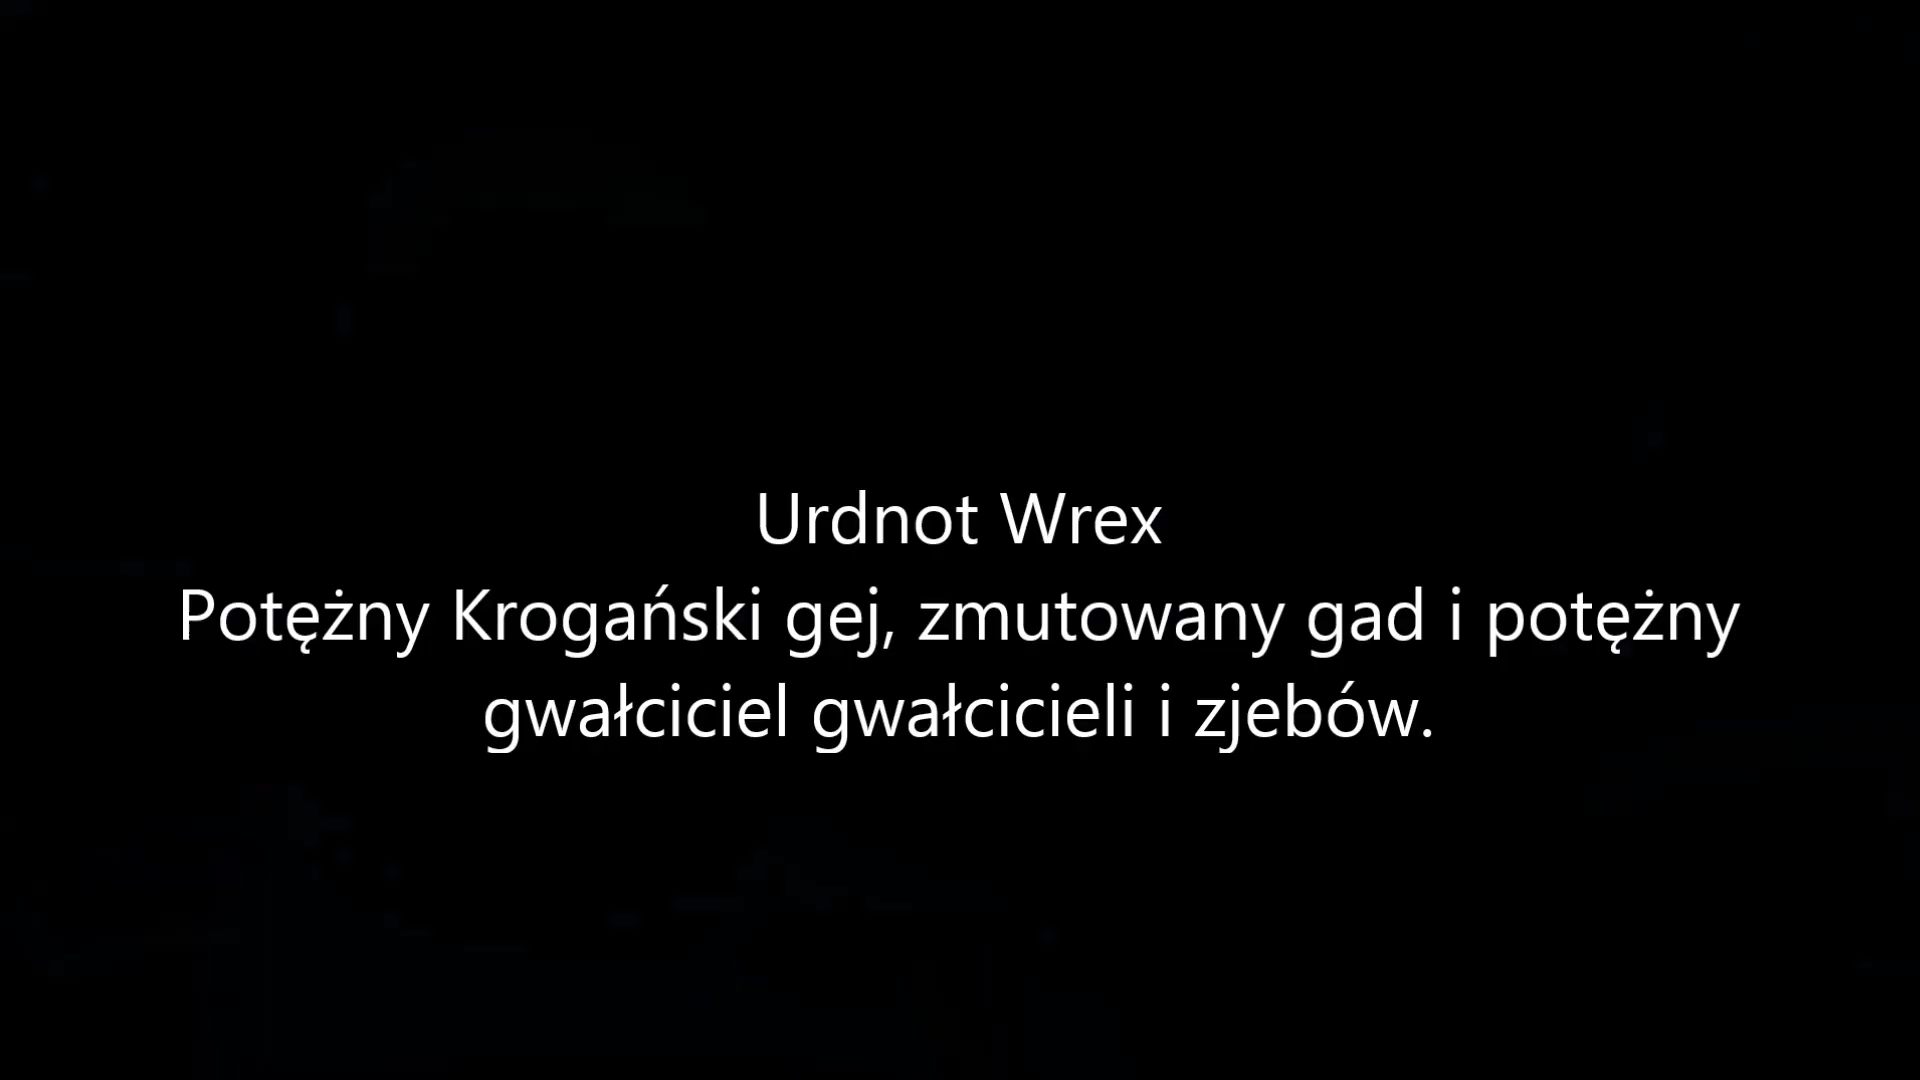 Urdnot Wrex
Potężny Krogański gej, zmutowany gad i potężny
gwałciciel gwałcicieli i zjebów.